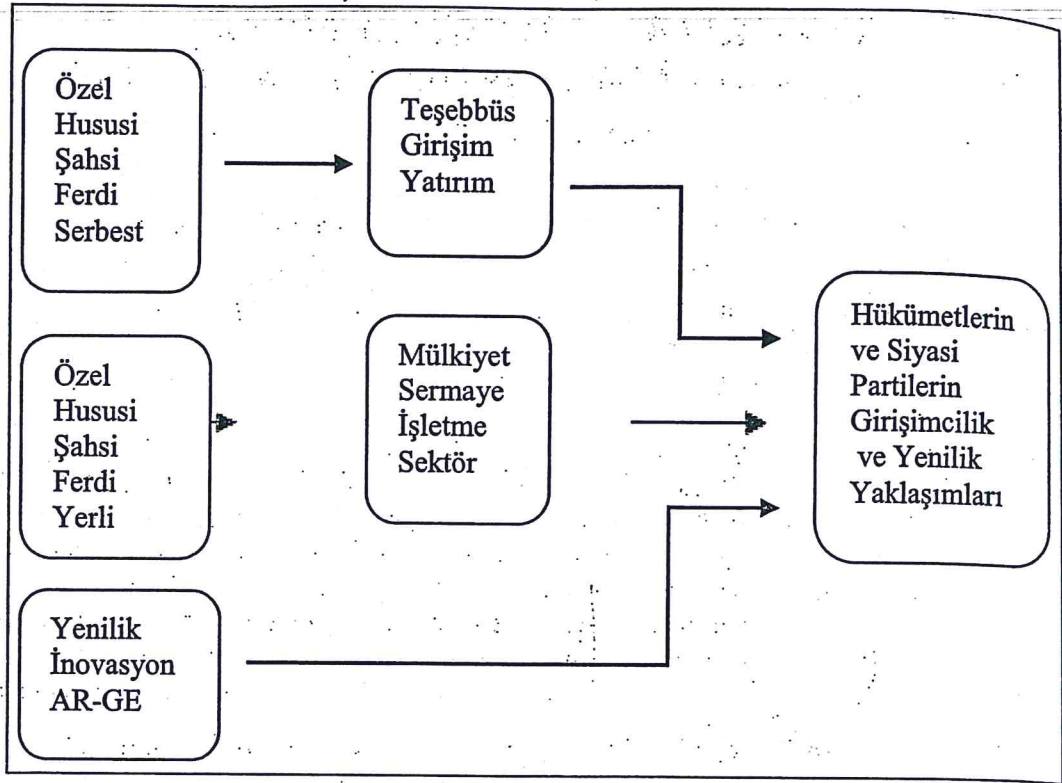 Özel
Hususi
Şahsi
Ferdi
Serbest
Teşebbüs
Girişim
Yatırım
Özel
Hususi
Şahsi
Ferdi
Yerli
Mülkiyet
Sermaye
İşletme
Sektör
Yenilik
İnovasyon
AR-GE
Hükümetlerin
ve Siyasi
Partilerin
Girişimcilik
ve Yenilik
Yaklaşımları